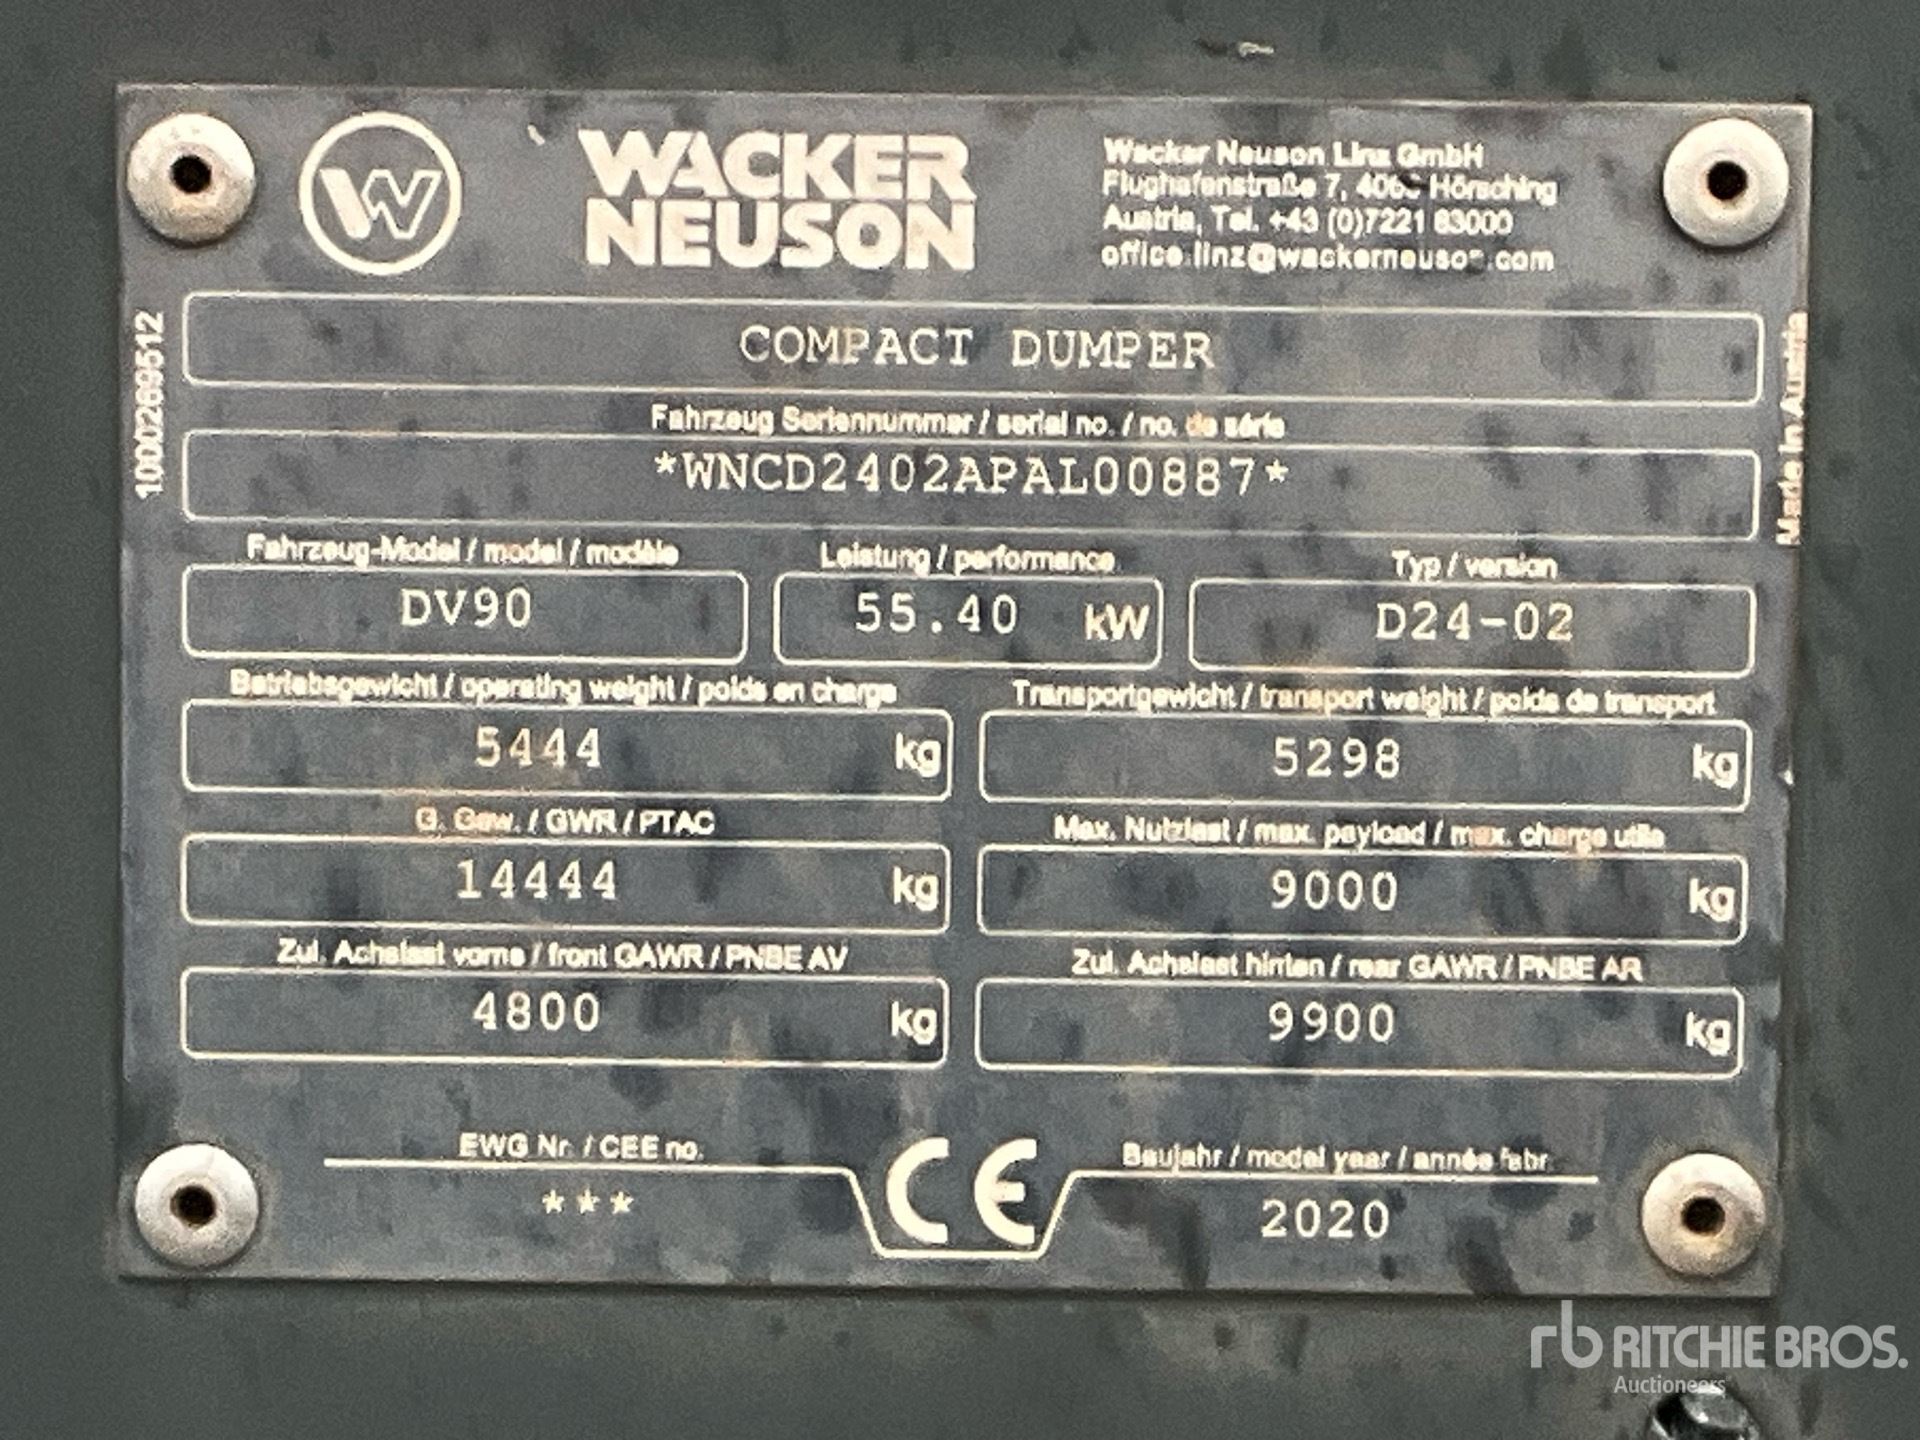 W
WACKER
NEUSON
Wacker Neuson Linz GmbH
Flughafenstraße 7, Hörsching
Austria, Tel. +43 (0)7221 63000
office.linz@wackerneuson.com
1000269512
Made in Austria
COMPACT DUMPER
Fahrzeug Seriennummer / serial no. / no. de série
*WNCD2402APAL00887*
Fahrzeug-Model / model / modèle
DV90
Leistung / performance
55.40 kW
Typ / version
D24-02
Betriebsgewicht / operating weight / poids en charge
5444 kg
Transportgewicht / transport weight / poids de transport
5298 kg
G. Gew. / GWR / PTAC
14444 kg
Max. Nutzlast / max. payload / max. charge utile
9000 kg
Zul. Achslast vorne / front GAWR / PNBE AV
4800 kg
Zul. Achslast hinten / rear GAWR / PNBE AR
9900 kg
EWG Nr. / CEE no.
***
CE
Baujahr / model year / année fabr.
2020
rb RITCHIE BROS.
Auctioneers